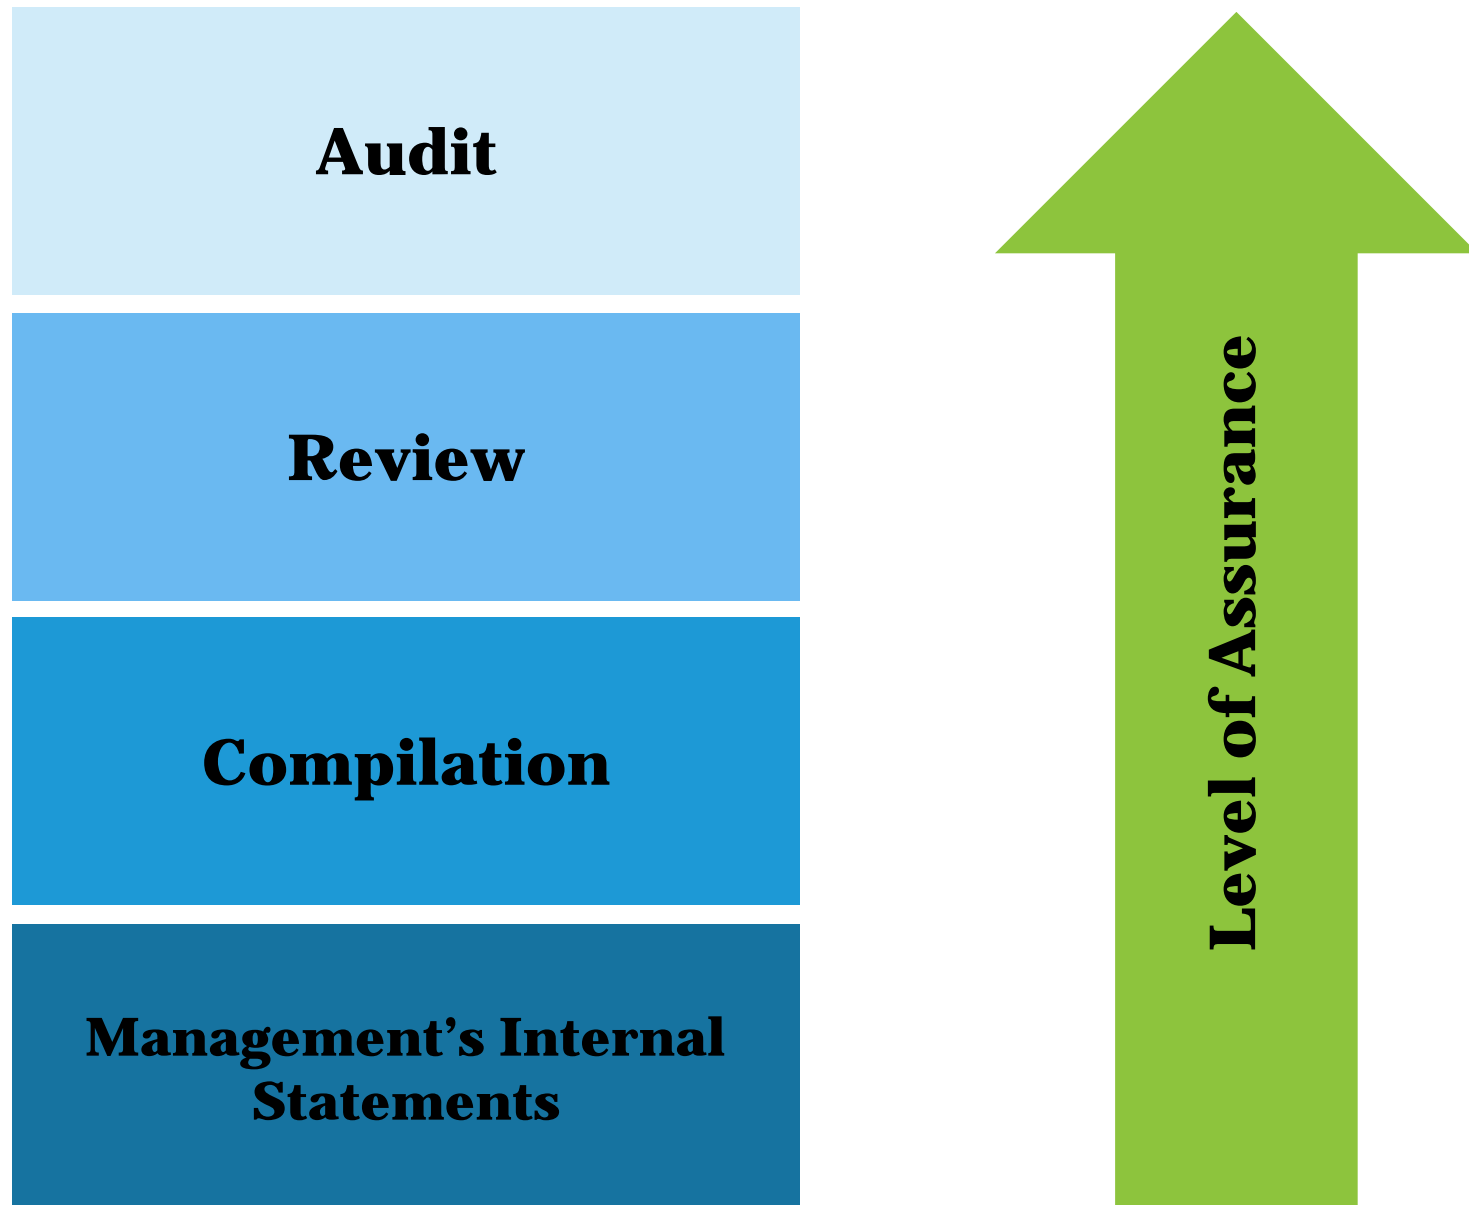 Audit
Review
Compilation
Management’s Internal
Statements
Level of Assurance